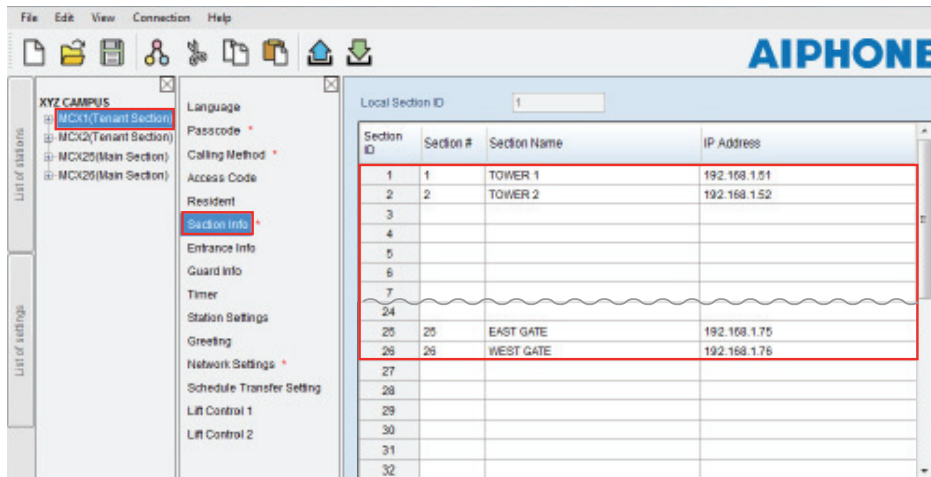 File Edit View Connection Help
AIPHONE
List of stations
List of settings
XYZ CAMPUS
MCX1(Tenant Section)
MCX2(Tenant Section)
MCX25(Main Section)
MCX26(Main Section)
Language
Passcode *
Calling Method *
Access Code
Resident
Section Info *
Entrance Info
Guard Info
Timer
Station Settings
Greeting
Network Settings *
Schedule Transfer Setting
Lift Control 1
Lift Control 2
Local Section ID 1
Section ID Section # Section Name IP Address
1 1 TOWER 1 192.168.1.51
2 2 TOWER 2 192.168.1.52
3
4
5
6
7
24
25 25 EAST GATE 192.168.1.75
26 26 WEST GATE 192.168.1.76
27
28
29
30
31
32